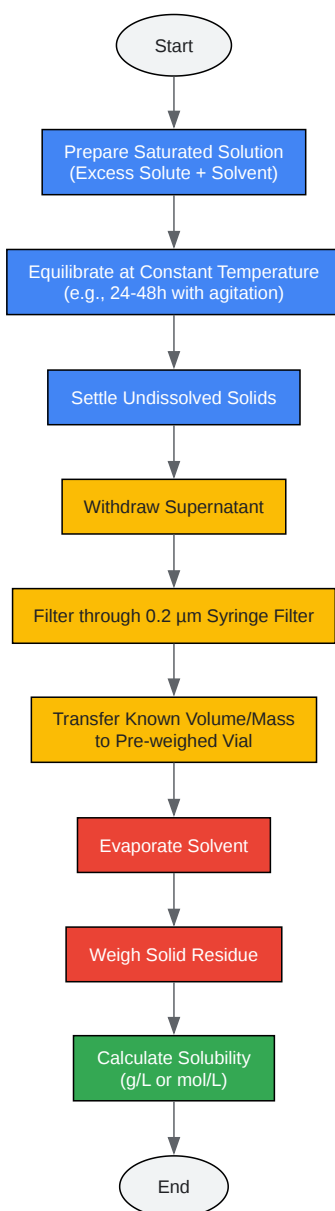 Start
Prepare Saturated Solution
(Excess Solute + Solvent)
Equilibrate at Constant Temperature
(e.g., 24-48h with agitation)
Settle Undissolved Solids
Withdraw Supernatant
Filter through 0.2 µm Syringe Filter
Transfer Known Volume/Mass
to Pre-weighed Vial
Evaporate Solvent
Weigh Solid Residue
Calculate Solubility
(g/L or mol/L)
End